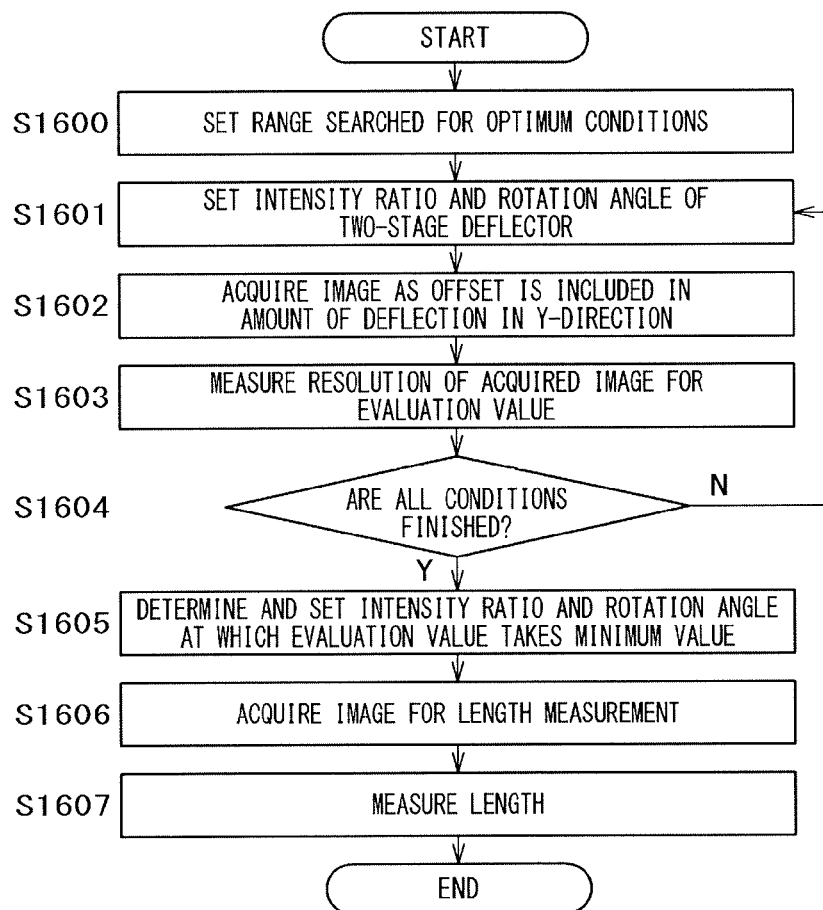 START
S1600
SET RANGE SEARCHED FOR OPTIMUM CONDITIONS
S1601
SET INTENSITY RATIO AND ROTATION ANGLE OF
TWO-STAGE DEFLECTOR
S1602
ACQUIRE IMAGE AS OFFSET IS INCLUDED IN
AMOUNT OF DEFLECTION IN Y-DIRECTION
S1603
MEASURE RESOLUTION OF ACQUIRED IMAGE FOR
EVALUATION VALUE
S1604
ARE ALL CONDITIONS
FINISHED?
N
Y
S1605
DETERMINE AND SET INTENSITY RATIO AND ROTATION ANGLE
AT WHICH EVALUATION VALUE TAKES MINIMUM VALUE
S1606
ACQUIRE IMAGE FOR LENGTH MEASUREMENT
S1607
MEASURE LENGTH
END